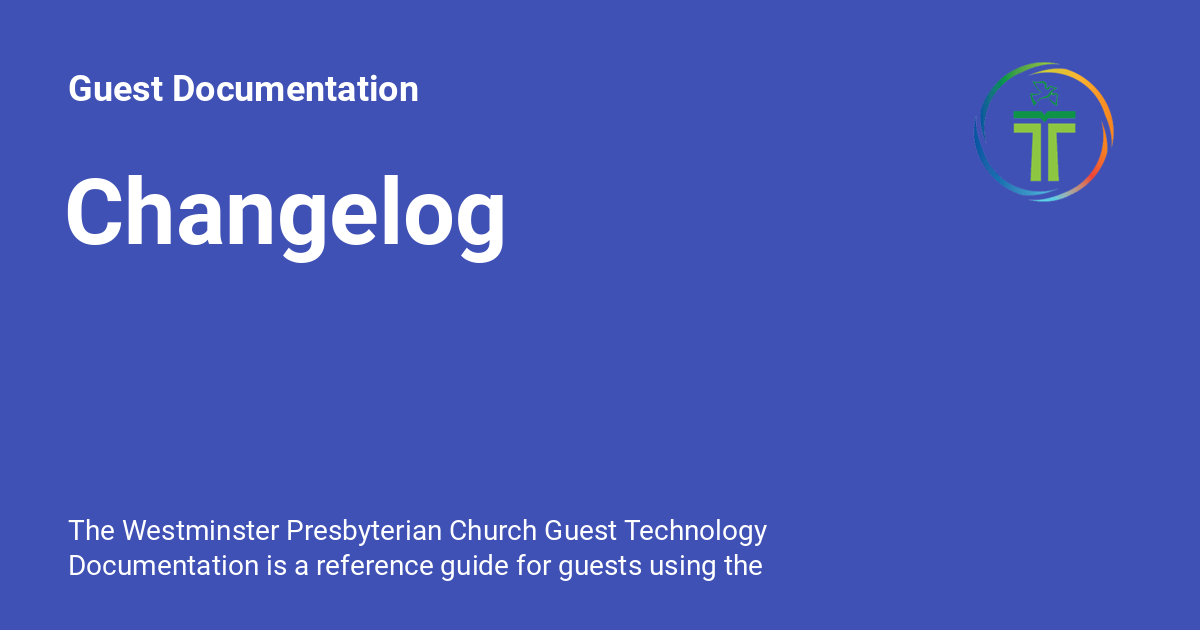 Guest Documentation
Changelog
The Westminster Presbyterian Church Guest Technology
Documentation is a reference guide for guests using the